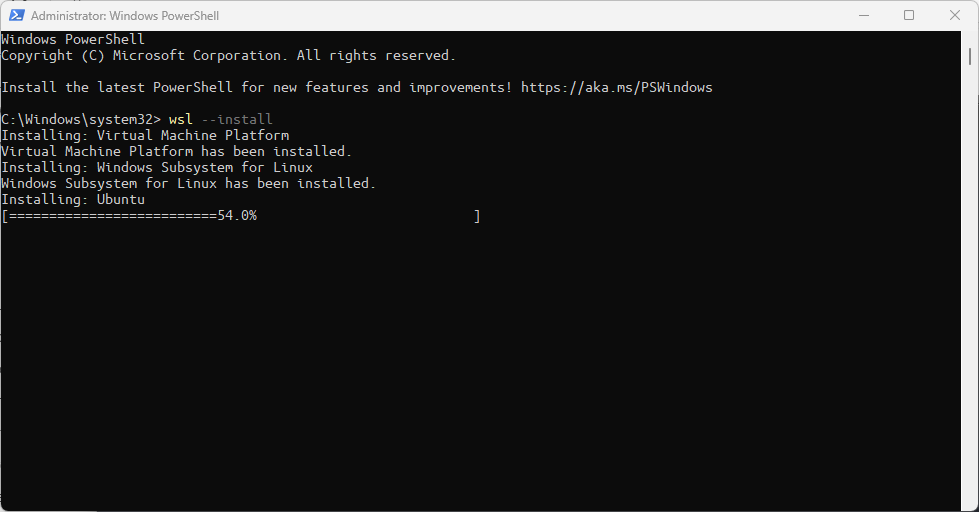 Administrator: Windows PowerShell
Windows PowerShell
Copyright (C) Microsoft Corporation. All rights reserved.
Install the latest PowerShell for new features and improvements! https://aka.ms/PSWindows
C:\Windows\system32> wsl --install
Installing: Virtual Machine Platform
Virtual Machine Platform has been installed.
Installing: Windows Subsystem for Linux
Windows Subsystem for Linux has been installed.
Installing: Ubuntu
[==========================54.0%                           ]